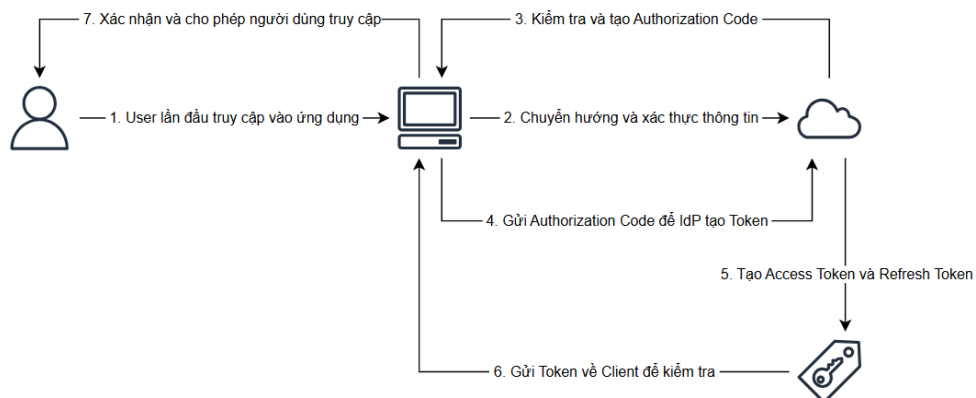 7. Xác nhận và cho phép người dùng truy cập
3. Kiểm tra và tạo Authorization Code
1. User lần đầu truy cập vào ứng dụng
2. Chuyển hướng và xác thực thông tin
4. Gửi Authorization Code để IdP tạo Token
5. Tạo Access Token và Refresh Token
6. Gửi Token về Client để kiểm tra